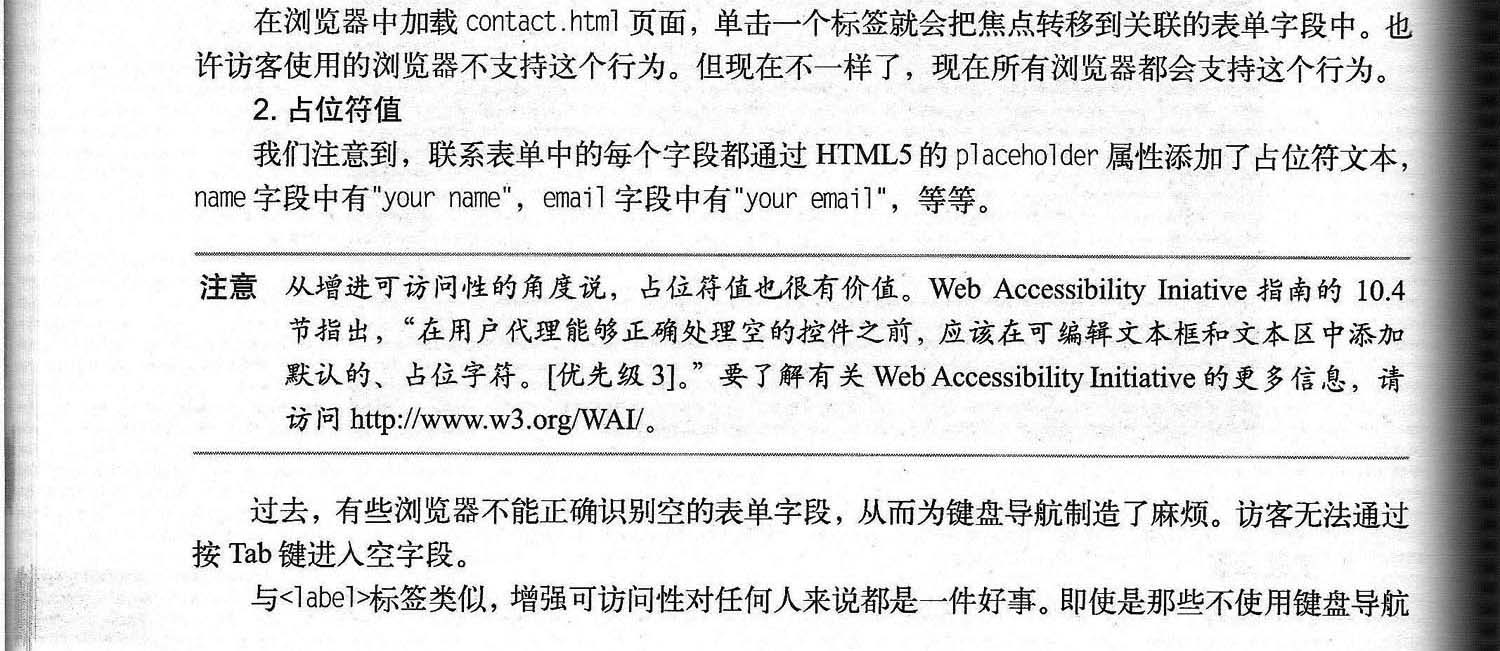 在浏览器中加载 contact.html 页面，单击一个标签就会把焦点转移到关联的表单字段中。也
许访客使用的浏览器不支持这个行为。但现在不一样了，现在所有浏览器都会支持这个行为。
2. 占位符值
我们注意到，联系表单中的每个字段都通过 HTML5 的 placeholder 属性添加了占位符文本，
name 字段中有"your name"，email 字段中有"your email"，等等。
注意 从增进可访问性的角度说，占位符值也很有价值。Web Accessibility Iniative 指南的 10.4
节指出，“在用户代理能够正确处理空的控件之前，应该在可编辑文本框和文本区中添加
默认的、占位字符。[优先级 3]。”要了解有关 Web Accessibility Initiative 的更多信息，请
访问 http://www.w3.org/WAI/。
过去，有些浏览器不能正确识别空的表单字段，从而为键盘导航制造了麻烦。访客无法通过
按 Tab 键进入空字段。
与<label>标签类似，增强可访问性对任何人来说都是一件好事。即使是那些不使用键盘导航